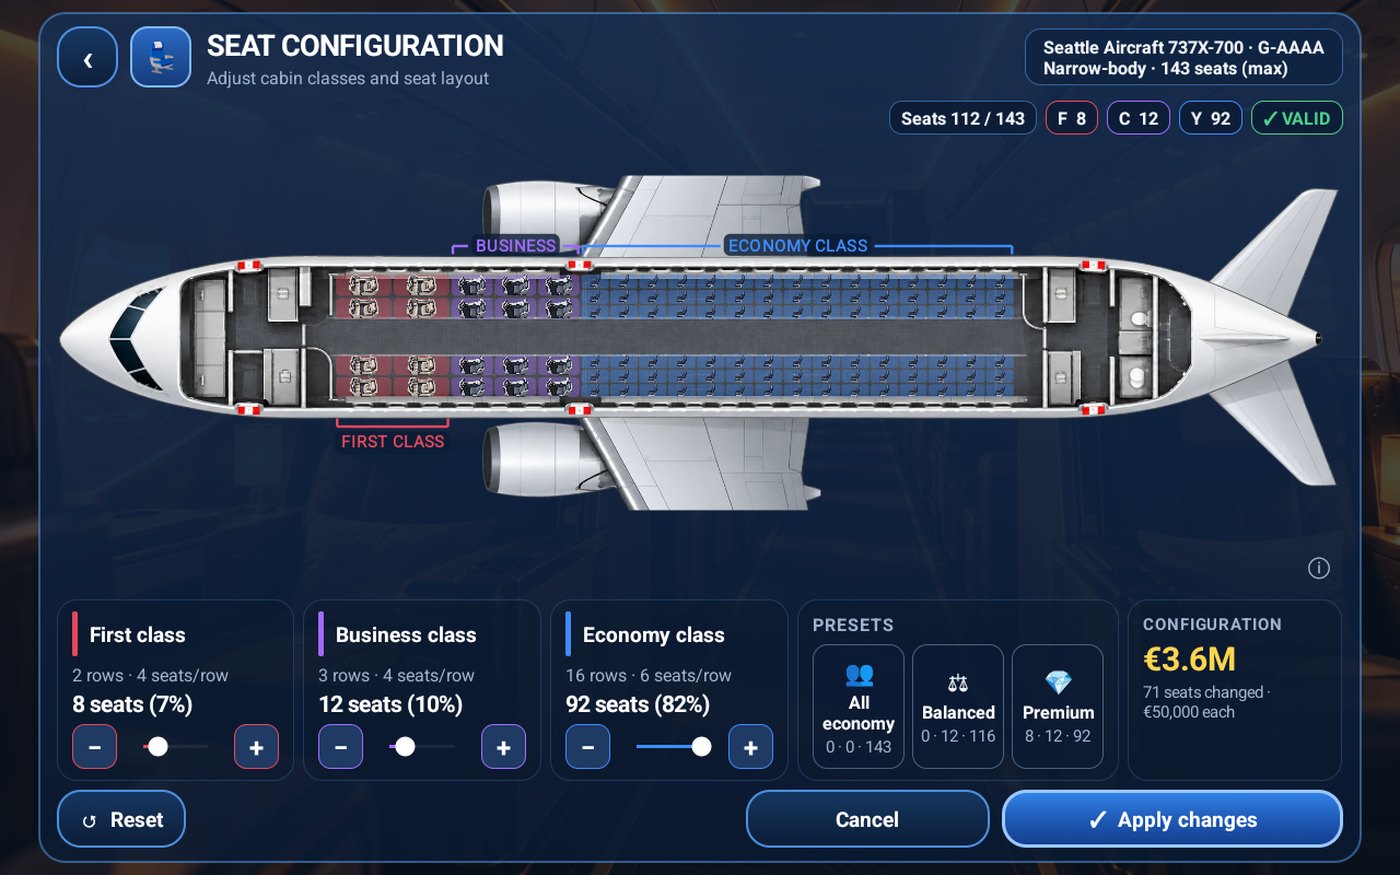 SEAT CONFIGURATION
Adjust cabin classes and seat layout
Seattle Aircraft 737X-700 · G-AAAA
Narrow-body · 143 seats (max)
Seats 112 / 143
F 8
C 12
Y 92
✓ VALID
BUSINESS
ECONOMY CLASS
FIRST CLASS
First class
2 rows · 4 seats/row
8 seats (7%)
Business class
3 rows · 4 seats/row
12 seats (10%)
Economy class
16 rows · 6 seats/row
92 seats (82%)
PRESETS
All
economy
0 · 0 · 143
Balanced
0 · 12 · 116
Premium
8 · 12 · 92
CONFIGURATION
€3.6M
71 seats changed ·
€50,000 each
Reset
Cancel
✓ Apply changes